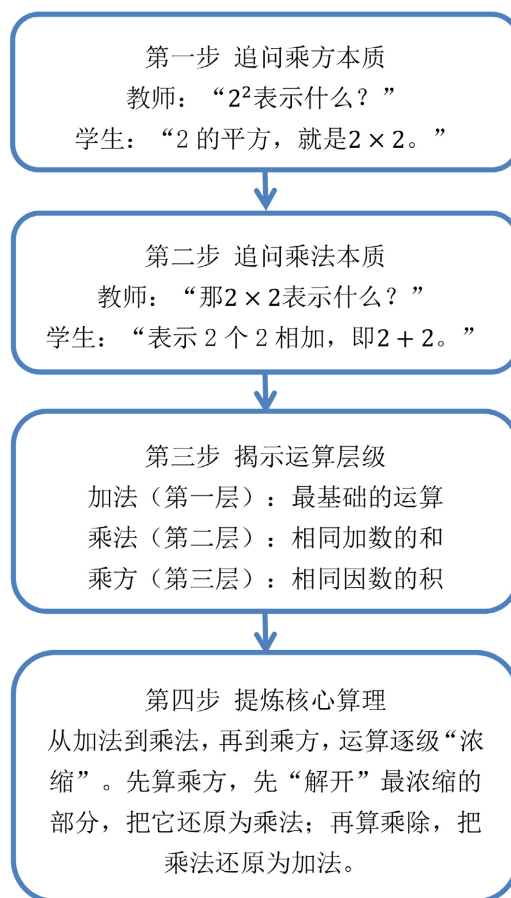 第一步 追问乘方本质
教师：“2²表示什么？”
学生：“2 的平方，就是2 × 2。”
第二步 追问乘法本质
教师：“那2 × 2表示什么？”
学生：“表示 2 个 2 相加，即2 + 2。”
第三步 揭示运算层级
加法（第一层）：最基础的运算
乘法（第二层）：相同加数的和
乘方（第三层）：相同因数的积
第四步 提炼核心算理
从加法到乘法，再到乘方，运算逐级“浓
缩”。先算乘方，先“解开”最浓缩的
部分，把它还原为乘法；再算乘除，把
乘法还原为加法。